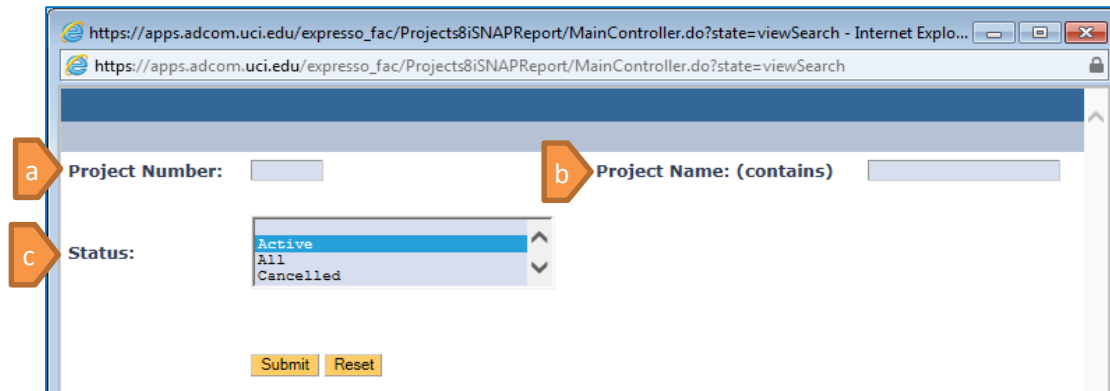 https://apps.adcom.uci.edu/expresso_fac/Projects8iSNAPReport/MainController.do?state=viewSearch - Internet Explo...
https://apps.adcom.uci.edu/expresso_fac/Projects8iSNAPReport/MainController.do?state=viewSearch
a Project Number: b Project Name: (contains)
c Status:
Active
All
Cancelled
Submit Reset